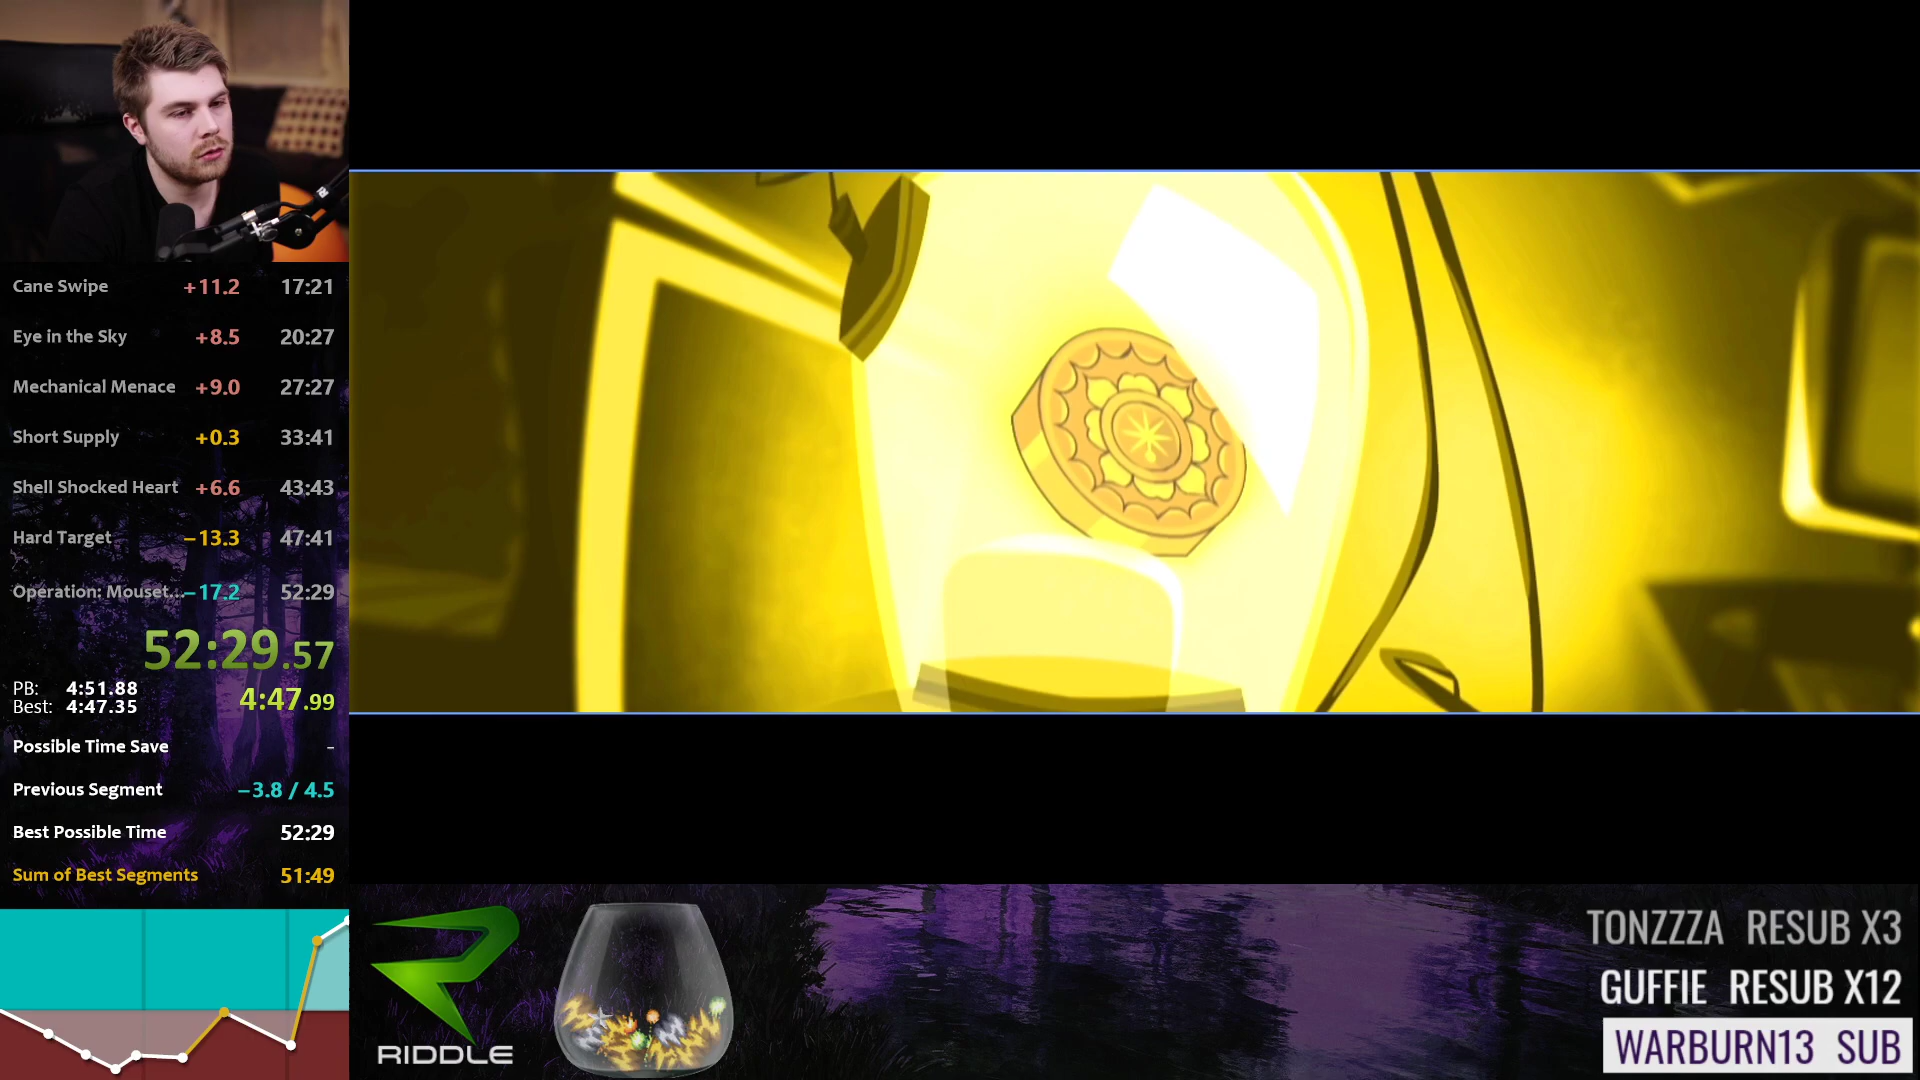 Cane Swipe +11.2 17:21
Eye in the Sky +8.5 20:27
Mechanical Menace +9.0 27:27
Short Supply +0.3 33:41
Shell Shocked Heart +6.6 43:43
Hard Target −13.3 47:41
Operation: Mouset... −17.2 52:29
52:29.57
PB: 4:51.88
Best: 4:47.35
4:47.99
Possible Time Save -
Previous Segment −3.8 / 4.5
Best Possible Time 52:29
Sum of Best Segments 51:49
RIDDLE
TONZZZA RESUB X3
GUFFIE RESUB X12
WARBURN13 SUB